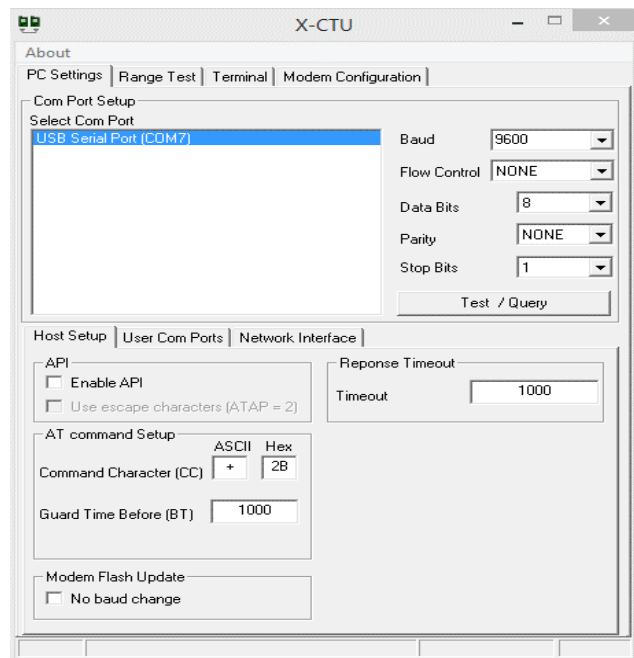 X-CTU
About
PC Settings Range Test Terminal Modem Configuration
Com Port Setup
Select Com Port
USB Serial Port (COM7)
Baud 9600
Flow Control NONE
Data Bits 8
Parity NONE
Stop Bits 1
Test / Query
Host Setup User Com Ports Network Interface
API
Enable API
Use escape characters (ATAP = 2)
Reponse Timeout
Timeout 1000
AT command Setup
ASCII Hex
Command Character (CC) + 2B
Guard Time Before (BT) 1000
Modem Flash Update
No baud change